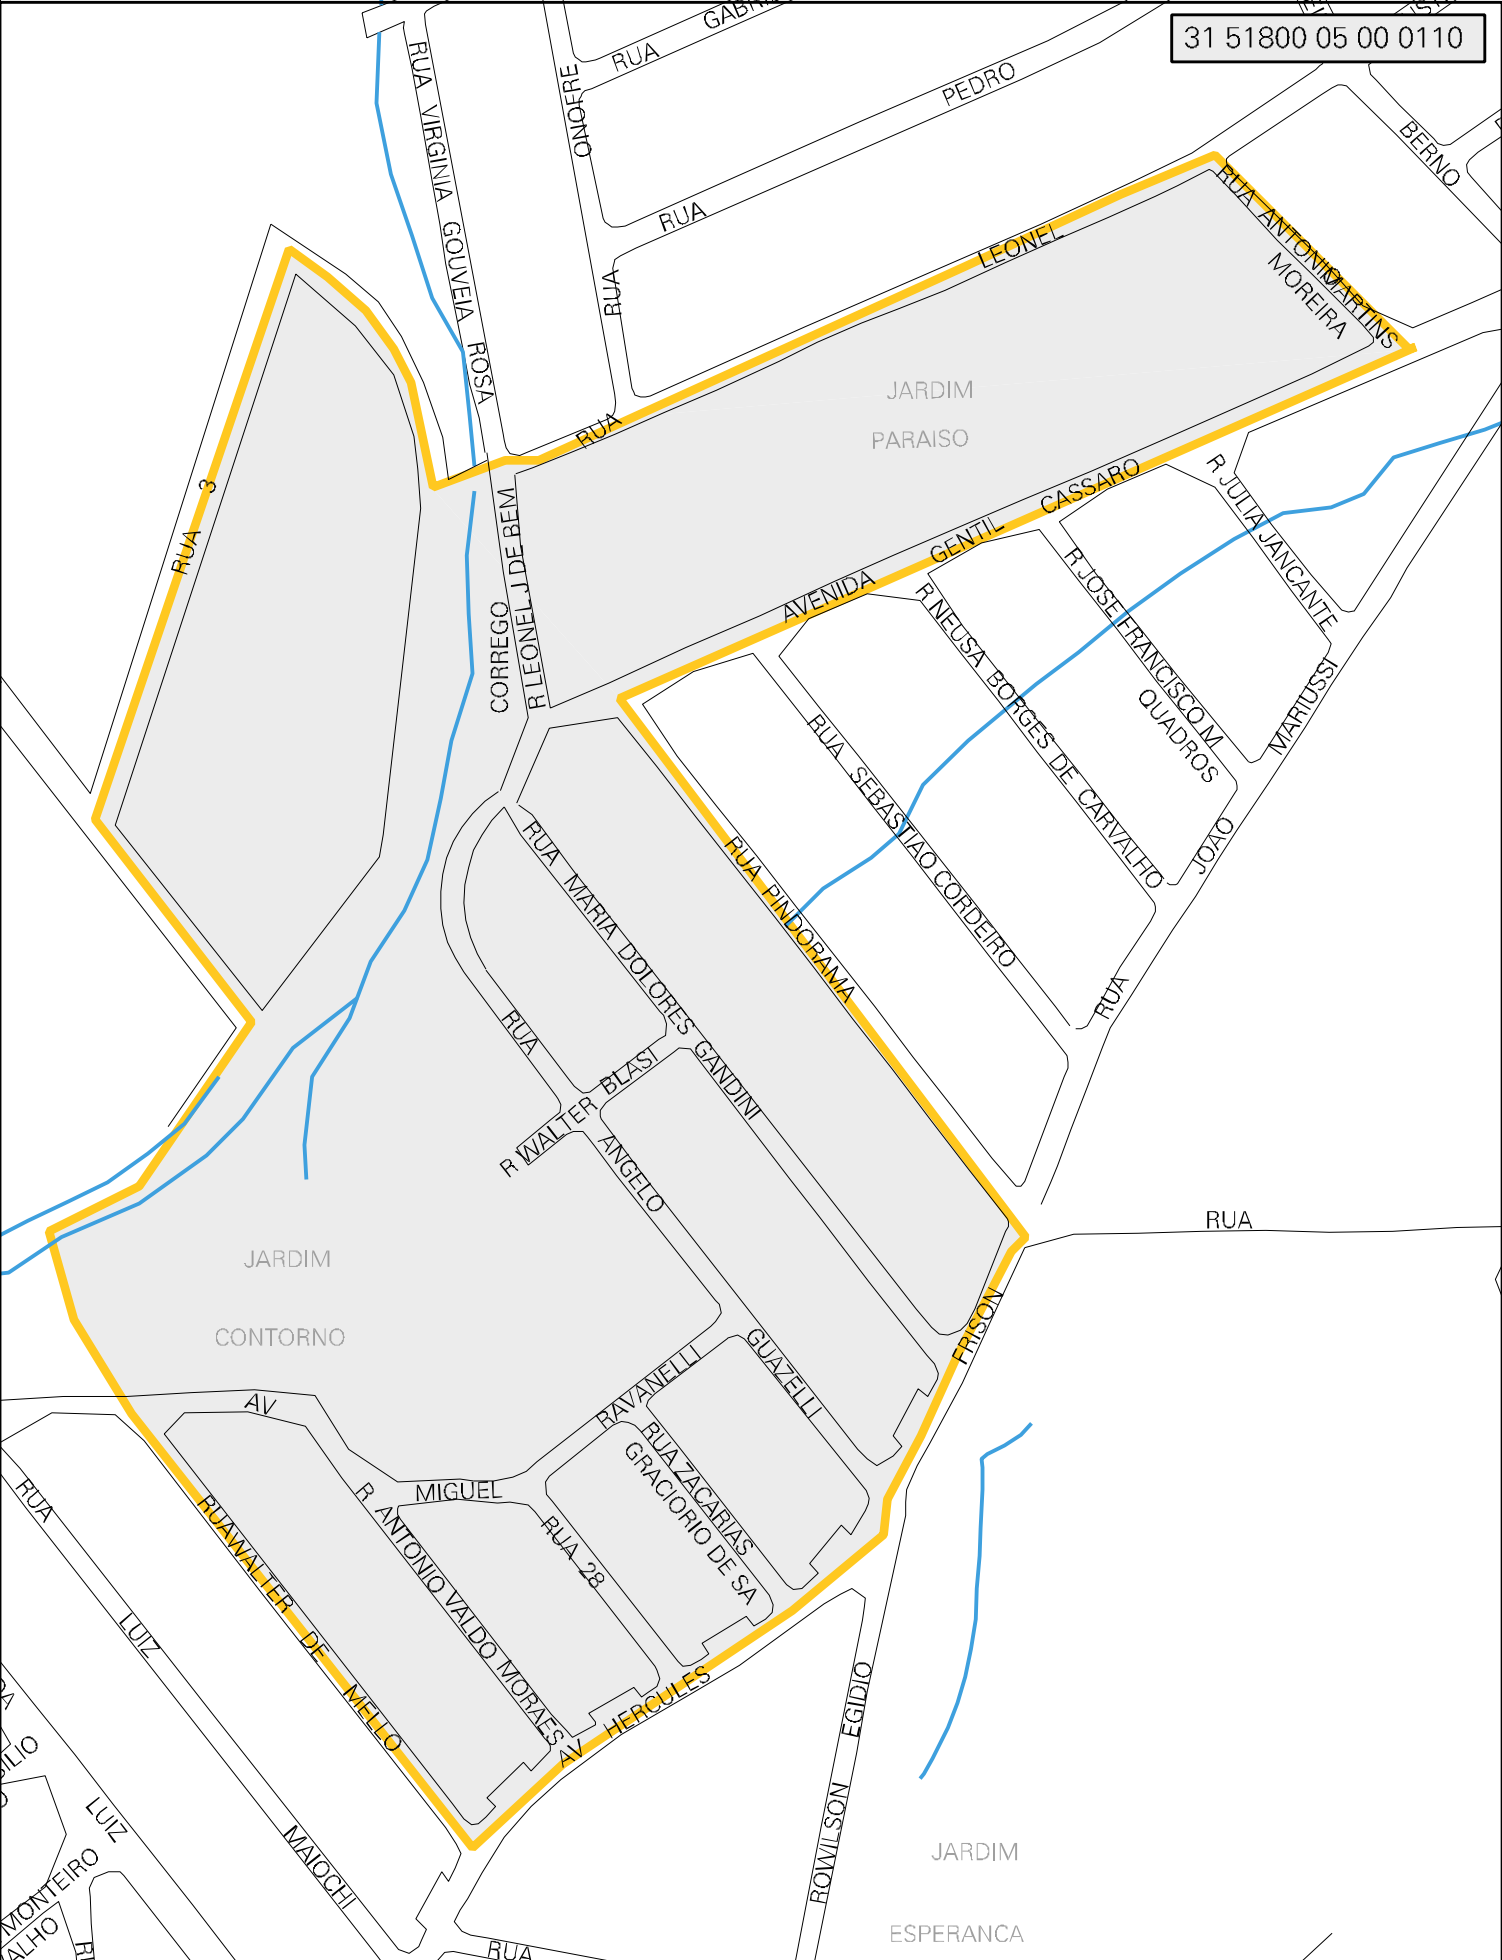 31 51800 05 00 0110
RUA
ONOFRE
RUA VIRGINIA GOUVEIA ROSA
RUA PEDRO
BERNO
RUA
RUA LEONEL
RUA ANTONIO MARTINS
MOREIRA
JARDIM
PARAISO
RUA 3
CORREGO
R LEONEL J DE BEM
AVENIDA GENTIL CASSARO
R JULIA JANCANTE
R JOSE FRANCISCO M
QUADROS
R NEUSA BORGES DE CARVALHO
RUA SEBASTIAO CORDEIRO
RUA JOAO MARIUSSI
RUA PINDORAMA
RUA MARIA DOLORES GANDINI
RUA ANGELO GUAZELLI
R WALTER BLASI
RUA
JARDIM
CONTORNO
FRISON
AV MIGUEL RAVANELLI
RUA ZACARIAS
GRACIORIO DE SA
RUA 28
R ANTONIO VALDO MORAES
RUA WALTER DE MELLO
AV HERCULES
RUA LUIZ MAIOCHI
LUIZ
MONTEIRO
ROWILSON EGIDIO
JARDIM
ESPERANCA
RUA